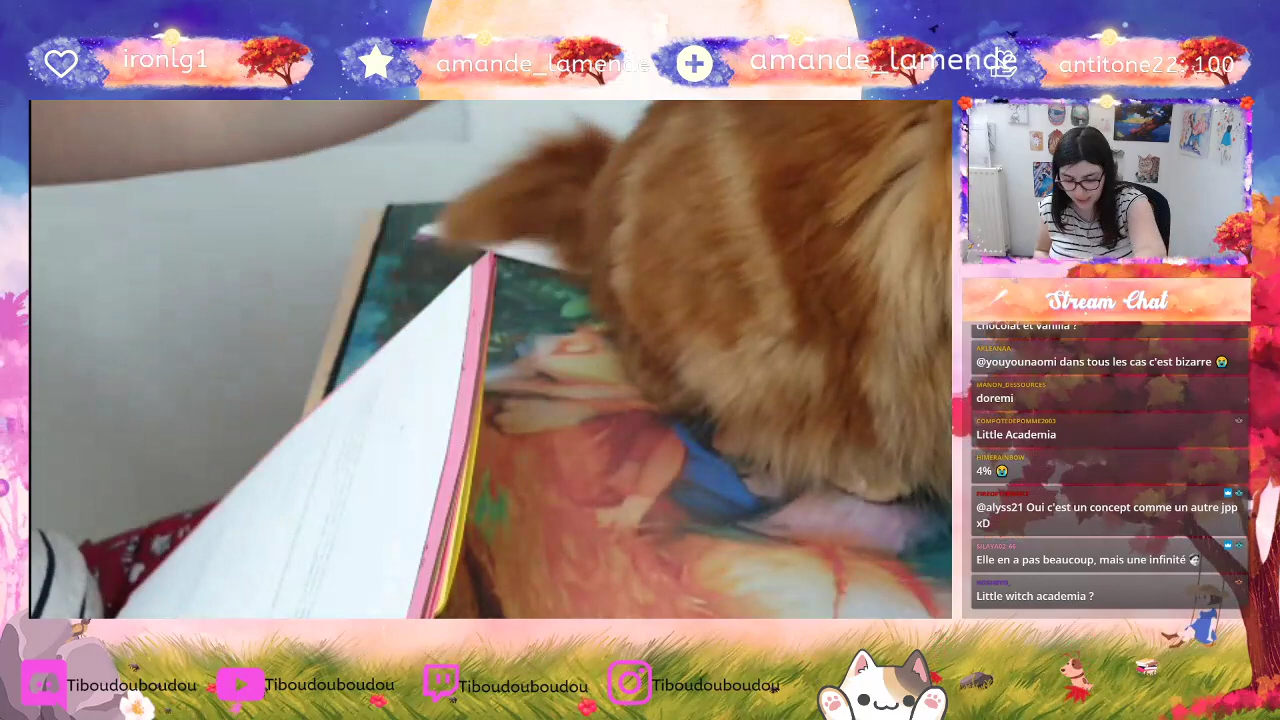 ironlg1
amande_lamende
amande_lamende
antitone22: 100
Stream Chat
chocolat et vanilla ?
AKLEANAA
@youyounaomi dans tous les cas c'est bizarre 😭
MANON_DESSOURCES
doremi
COMPOTEDEPOMME2003
Little Academia
HIMERAINBOW
4% 😭
@alyss21 Oui c'est un concept comme un autre jpp
xD
Elle en a pas beaucoup, mais une infinité
Little witch academia ?
Tiboudouboudou
Tiboudouboudou
Tiboudouboudou
Tiboudouboudou